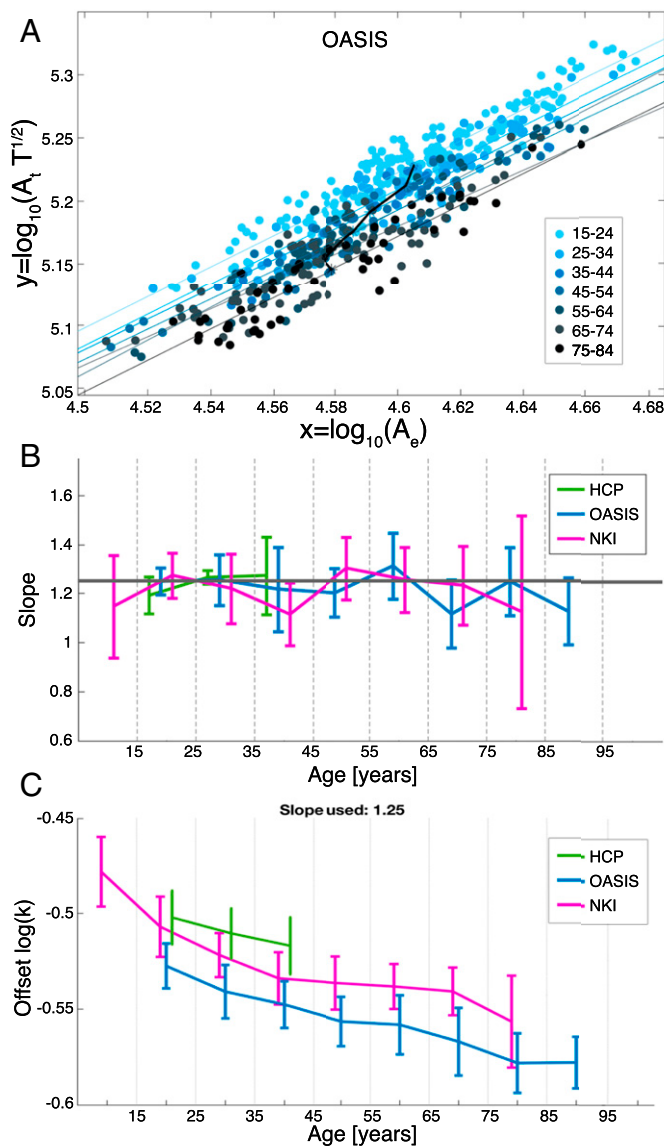 A
OASIS
y=log10(At T1/2)
5.3
5.25
5.2
5.15
5.1
5.05
15-24
25-34
35-44
45-54
55-64
65-74
75-84
4.5 4.52 4.54 4.56 4.58 4.6 4.62 4.64 4.66 4.68
x=log10(Ae)
B
Slope
1.6
1.4
1.2
1
1.8
0.6
HCP
OASIS
NKI
15 25 35 45 55 65 75 85 95
Age [years]
C
Slope used: 1.25
Offset log(k)
-0.45
-0.5
-0.55
-0.6
HCP
OASIS
NKI
15 25 35 45 55 65 75 85 95
Age [years]